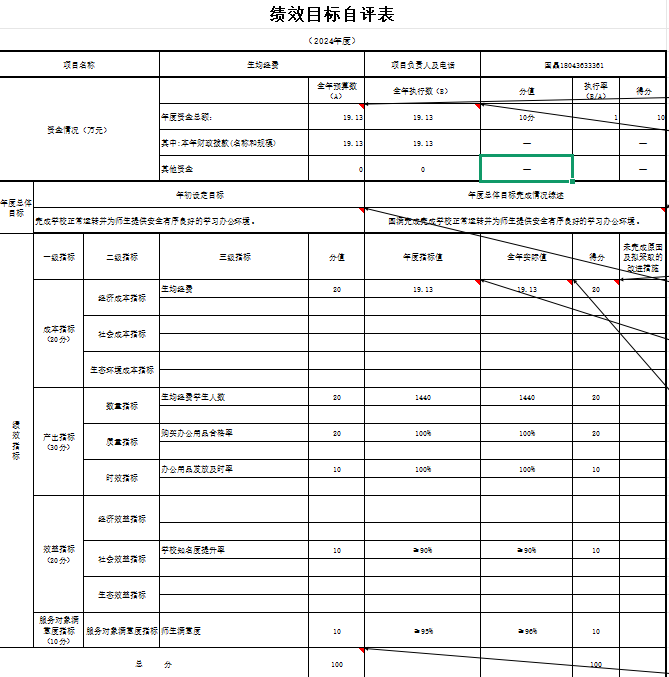 绩效目标自评表
（2024年度）
项目名称 生均经费 项目负责人及电话 18043633361
资金情况（万元） 全年预算数（A） 全年执行数（B） 分值 执行率（B/A） 得分
年度资金总额： 19.13 19.13 10分 1 10
其中:本年财政拨款(名称和规模) 19.13 19.13 — —
其他资金 0 0 — —
年度总体目标 年初设定目标 年度总体目标完成情况综述
完成学校正常运转并为师生提供安全有序良好的学习办公环境。 圆满完成完成学校正常运转并为师生提供安全有序良好的学习办公环境。
绩效指标 一级指标 二级指标 三级指标 分值 年度指标值 全年实际值 得分 未完成原因及拟采取的改进措施
成本指标（20分） 经济成本指标 生均经费 20 19.13 19.13 20
社会成本指标
生态环境成本指标
产出指标（30分） 数量指标 生均经费学生人数 20 1440 1440 20
质量指标 购买办公用品合格率 20 100% 100% 20
时效指标 办公用品发放及时率 10 100% 100% 10
效益指标（20分） 经济效益指标
社会效益指标 学校知名度提升率 10 ≥90% ≥90% 10
生态效益指标
服务对象满意度指标（10分） 服务对象满意度指标 师生满意度 10 ≥95% ≥96% 10
总 分 100 100